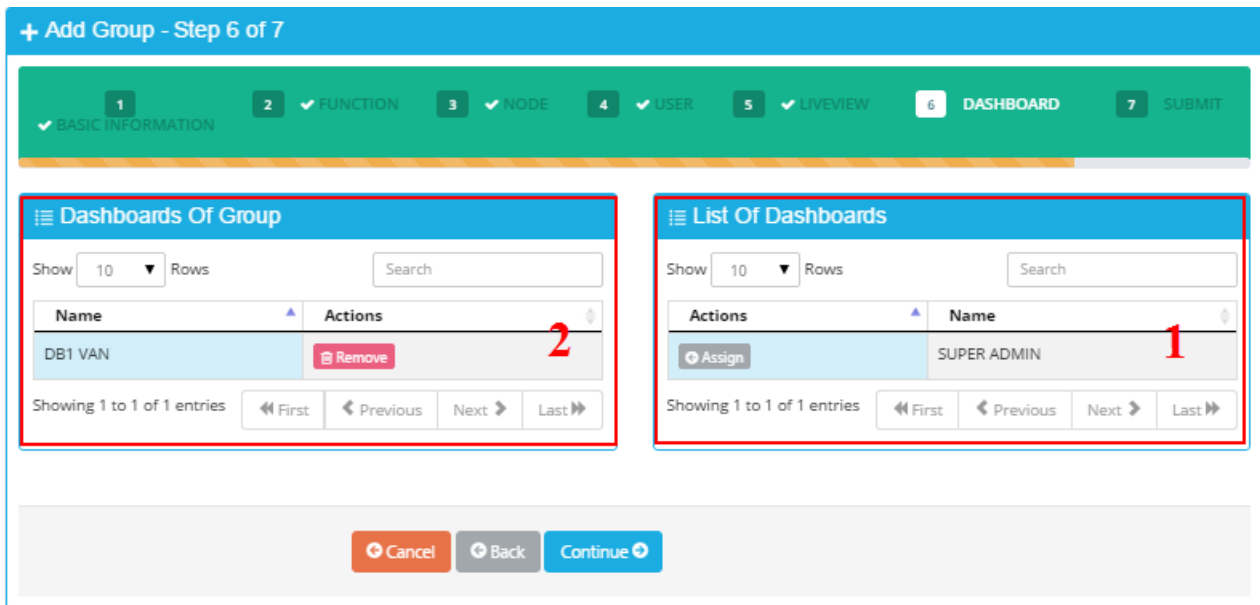 Add Group - Step 6 of 7
1 BASIC INFORMATION
2 FUNCTION
3 NODE
4 USER
5 LIVEVIEW
6 DASHBOARD
7 SUBMIT
Dashboards Of Group
Show 10 Rows Search
Name Actions
DB1 VAN Remove
2
Showing 1 to 1 of 1 entries First Previous Next Last
List Of Dashboards
Show 10 Rows Search
Actions Name
Assign SUPER ADMIN
1
Showing 1 to 1 of 1 entries First Previous Next Last
Cancel Back Continue